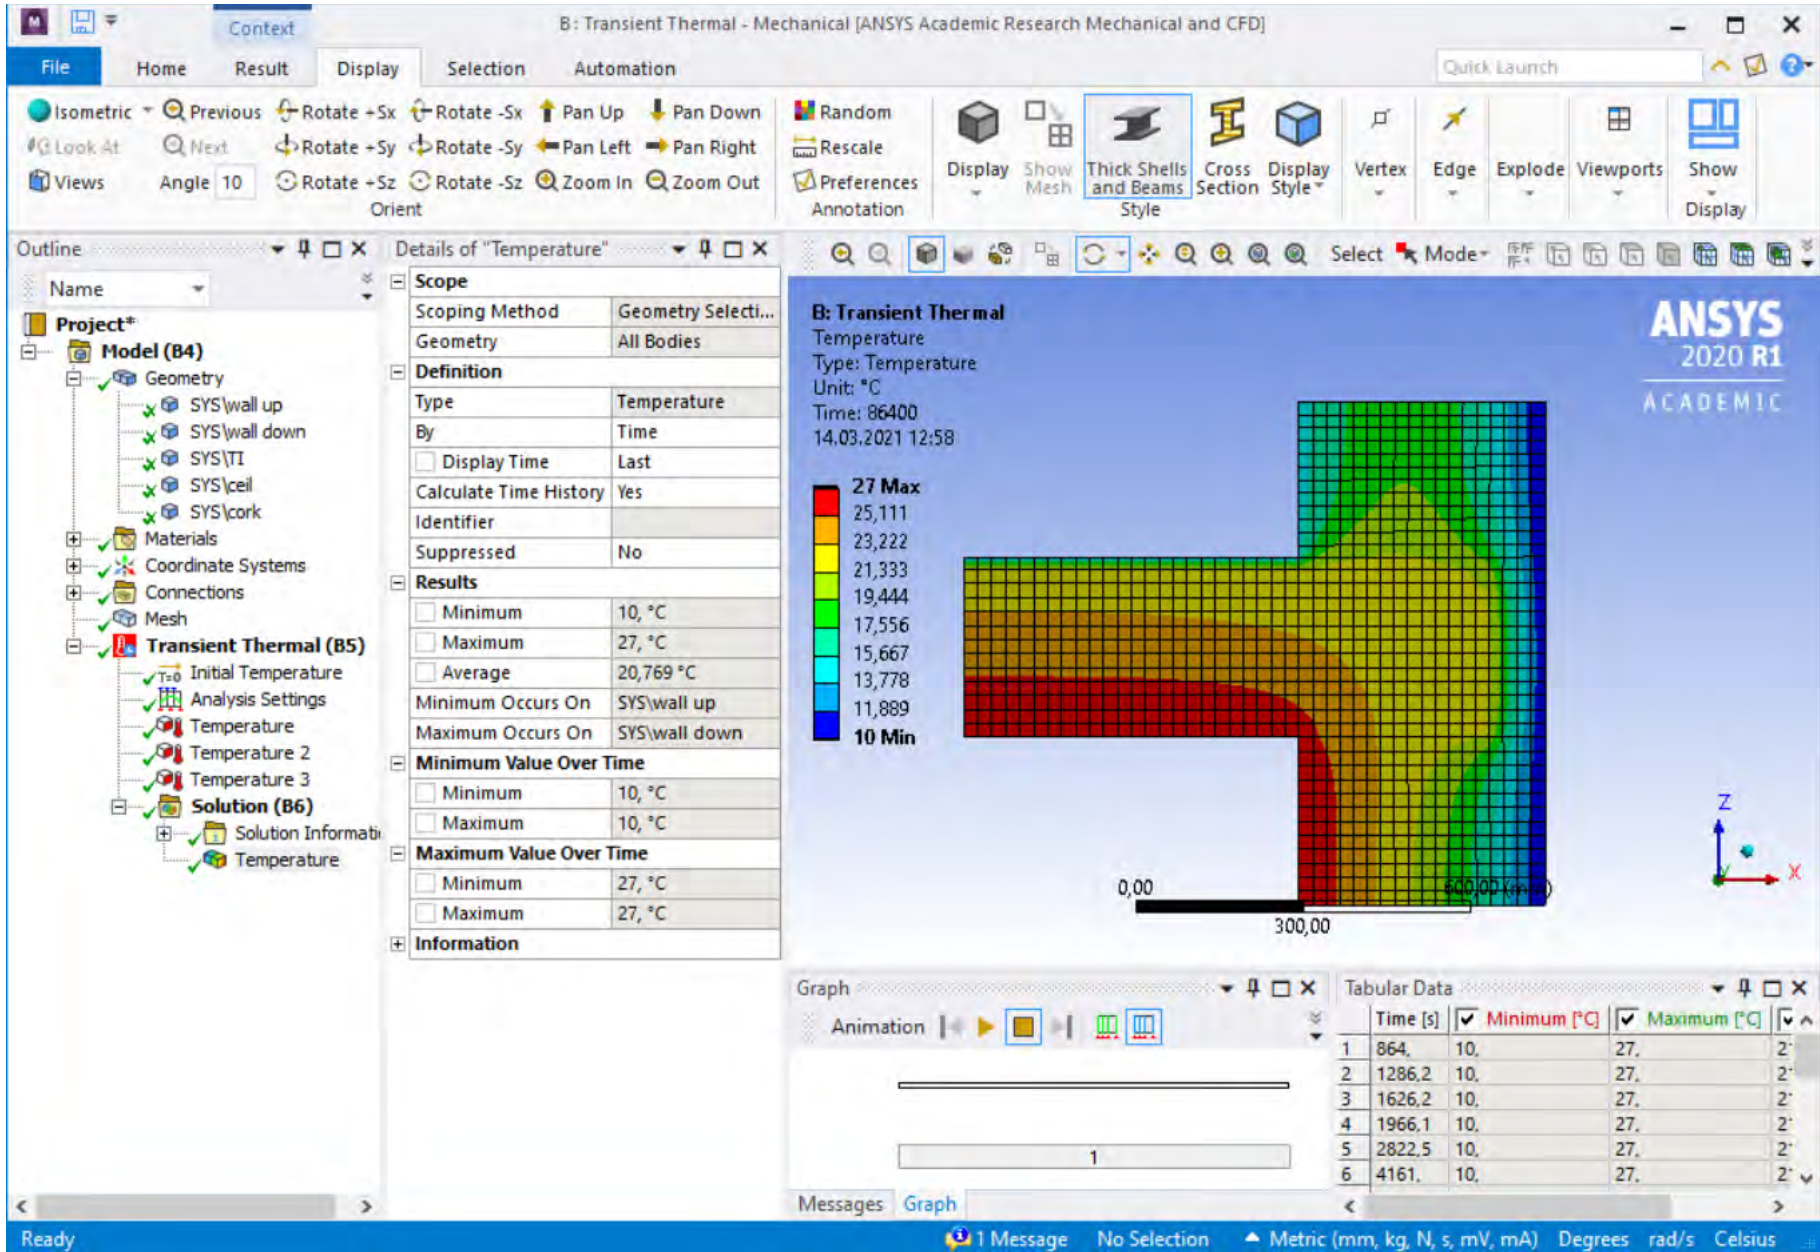 B: Transient Thermal - Mechanical [ANSYS Academic Research Mechanical and CFD]
Context
File Home Result Display Selection Automation
Quick Launch
Isometric Previous Rotate +Sx Rotate -Sx Pan Up Pan Down
Look At Next Rotate +Sy Rotate -Sy Pan Left Pan Right
Views Angle 10 Rotate +Sz Rotate -Sz Zoom In Zoom Out
Orient
Random
Rescale
Preferences
Annotation
Display
Show Mesh
Thick Shells and Beams
Cross Section
Display Style
Style
Vertex
Edge
Explode
Viewports
Show
Display
Outline
Name
Project*
Model (B4)
Geometry
SYS\wall up
SYS\wall down
SYS\TI
SYS\ceil
SYS\cork
Materials
Coordinate Systems
Connections
Mesh
Transient Thermal (B5)
T=0 Initial Temperature
Analysis Settings
Temperature
Temperature 2
Temperature 3
Solution (B6)
Solution Informati
Temperature
Details of "Temperature"
Scope
Scoping Method Geometry Selecti...
Geometry All Bodies
Definition
Type Temperature
By Time
Display Time Last
Calculate Time History Yes
Identifier
Suppressed No
Results
Minimum 10, °C
Maximum 27, °C
Average 20,769 °C
Minimum Occurs On SYS\wall up
Maximum Occurs On SYS\wall down
Minimum Value Over Time
Minimum 10, °C
Maximum 10, °C
Maximum Value Over Time
Minimum 27, °C
Maximum 27, °C
Information
Select Mode
B: Transient Thermal
Temperature
Type: Temperature
Unit: °C
Time: 86400
14.03.2021 12:58
27 Max
25,111
23,222
21,333
19,444
17,556
15,667
13,778
11,889
10 Min
ANSYS
2020 R1
ACADEMIC
0,00
300,00
Z
X
Graph
Animation
1
Messages Graph
Tabular Data
Time [s] Minimum [°C] Maximum [°C]
1 864, 10, 27, 2
2 1286,2 10, 27, 2
3 1626,2 10, 27, 2
4 1966,1 10, 27, 2
5 2822,5 10, 27, 2
6 4161, 10, 27, 2
Ready
1 Message No Selection Metric (mm, kg, N, s, mV, mA) Degrees rad/s Celsius